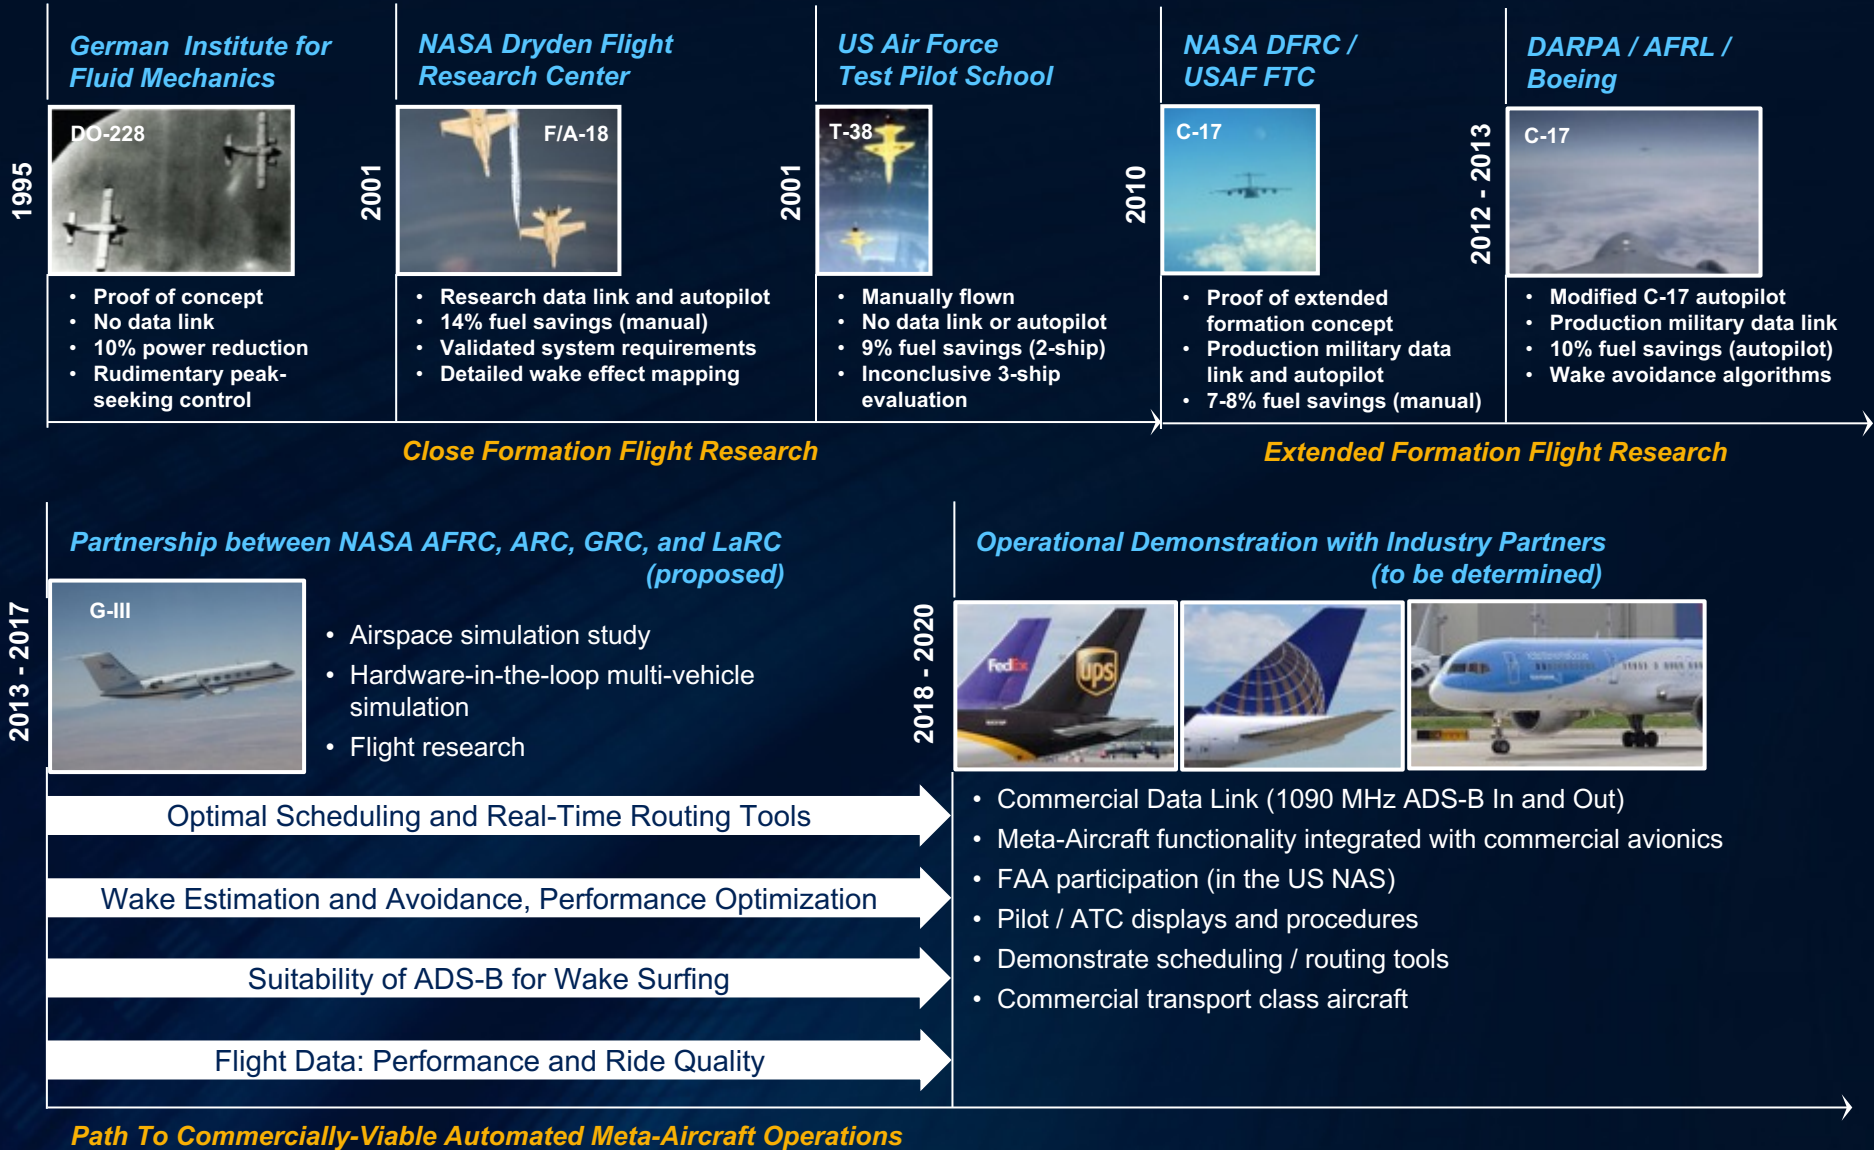 German Institute for
Fluid Mechanics
1995
DO-228
• Proof of concept
• No data link
• 10% power reduction
• Rudimentary peak-
seeking control
NASA Dryden Flight
Research Center
2001
F/A-18
• Research data link and autopilot
• 14% fuel savings (manual)
• Validated system requirements
• Detailed wake effect mapping
US Air Force
Test Pilot School
2001
T-38
• Manually flown
• No data link or autopilot
• 9% fuel savings (2-ship)
• Inconclusive 3-ship
evaluation
NASA DFRC /
USAF FTC
2010
C-17
• Proof of extended
formation concept
• Production military data
link and autopilot
• 7-8% fuel savings (manual)
DARPA / AFRL /
Boeing
2012 - 2013
C-17
• Modified C-17 autopilot
• Production military data link
• 10% fuel savings (autopilot)
• Wake avoidance algorithms
Close Formation Flight Research
Extended Formation Flight Research
Partnership between NASA AFRC, ARC, GRC, and LaRC
(proposed)
2013 - 2017
G-III
• Airspace simulation study
• Hardware-in-the-loop multi-vehicle
simulation
• Flight research
Optimal Scheduling and Real-Time Routing Tools
Wake Estimation and Avoidance, Performance Optimization
Suitability of ADS-B for Wake Surfing
Flight Data: Performance and Ride Quality
Operational Demonstration with Industry Partners
(to be determined)
2018 - 2020
FedEx
ups
• Commercial Data Link (1090 MHz ADS-B In and Out)
• Meta-Aircraft functionality integrated with commercial avionics
• FAA participation (in the US NAS)
• Pilot / ATC displays and procedures
• Demonstrate scheduling / routing tools
• Commercial transport class aircraft
Path To Commercially-Viable Automated Meta-Aircraft Operations